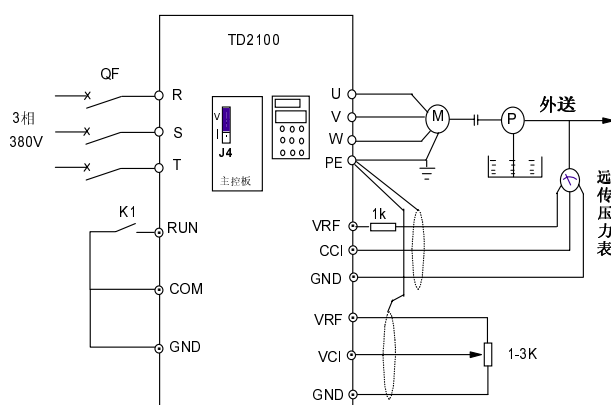 TD2100
QF
R
3相
380V
S
T
K1
RUN
COM
GND
V
I
J4
主控板
U
V
W
PE
M
P
外送
VRF
1k
CCI
GND
远传压力表
VRF
VCI
1-3K
GND